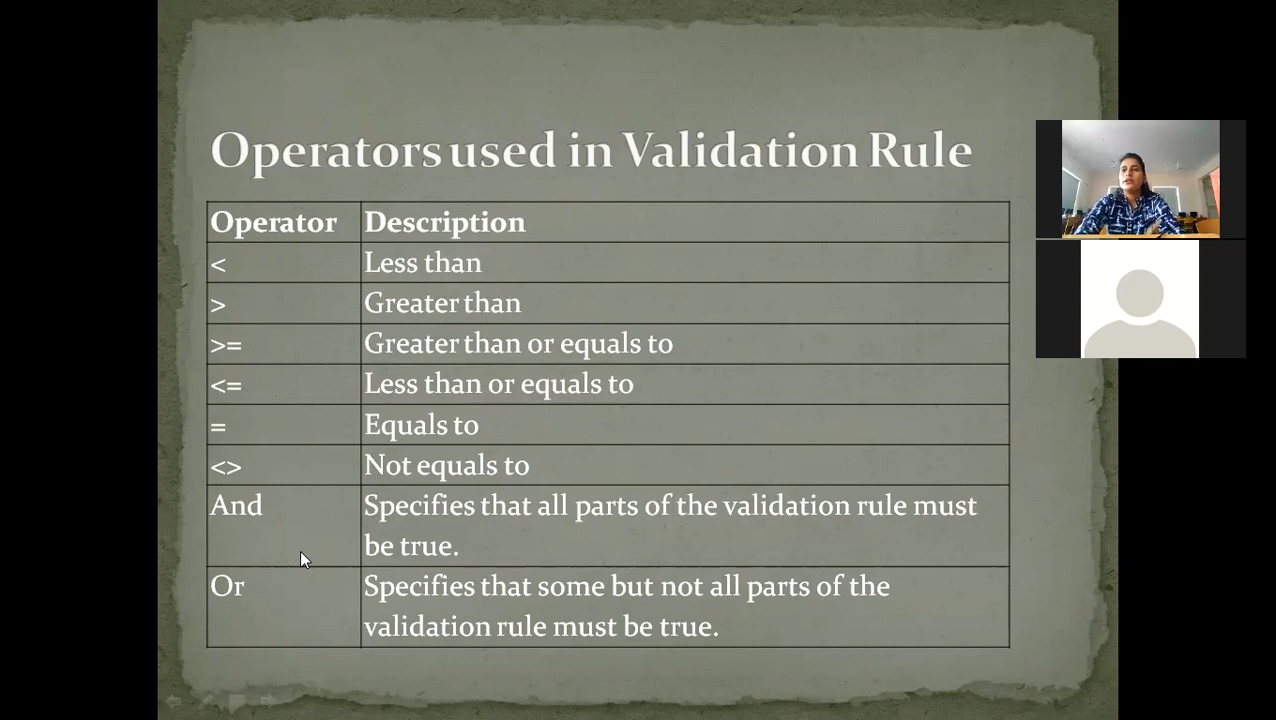 Operators used in Validation Rule
Operator Description
< Less than
> Greater than
>= Greater than or equals to
<= Less than or equals to
= Equals to
<> Not equals to
And Specifies that all parts of the validation rule must
be true.
Or Specifies that some but not all parts of the
validation rule must be true.